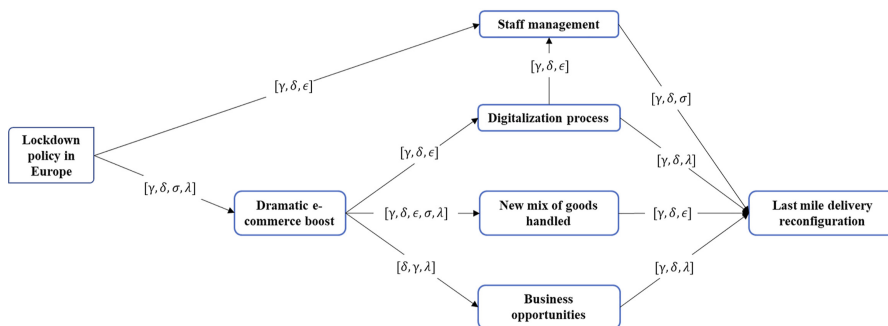 Staff management
[γ, δ, ϵ]
[γ, δ, ϵ]
[γ, δ, σ]
Digitalization process
Lockdown
policy in
Europe
[γ, δ, ϵ]
[γ, δ, λ]
[γ, δ, σ, λ]
Dramatic e-
commerce boost
[γ, δ, ϵ, σ, λ]
New mix of goods
handled
[γ, δ, ϵ]
Last mile delivery
reconfiguration
[δ, γ, λ]
[γ, δ, λ]
Business
opportunities